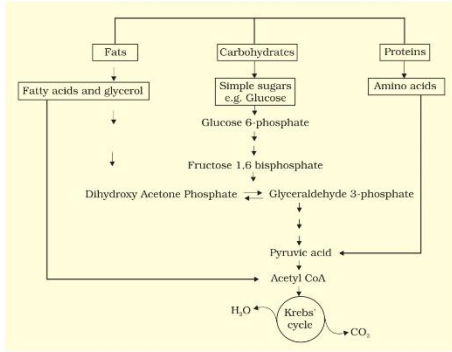 Fats
Carbohydrates
Proteins
Fatty acids and glycerol
Simple sugars
e.g. Glucose
Amino acids
Glucose 6-phosphate
Fructose 1,6 bisphosphate
Dihydroxy Acetone Phosphate
Glyceraldehyde 3-phosphate
Pyruvic acid
Acetyl CoA
H₂O
Krebs'
cycle
CO₂